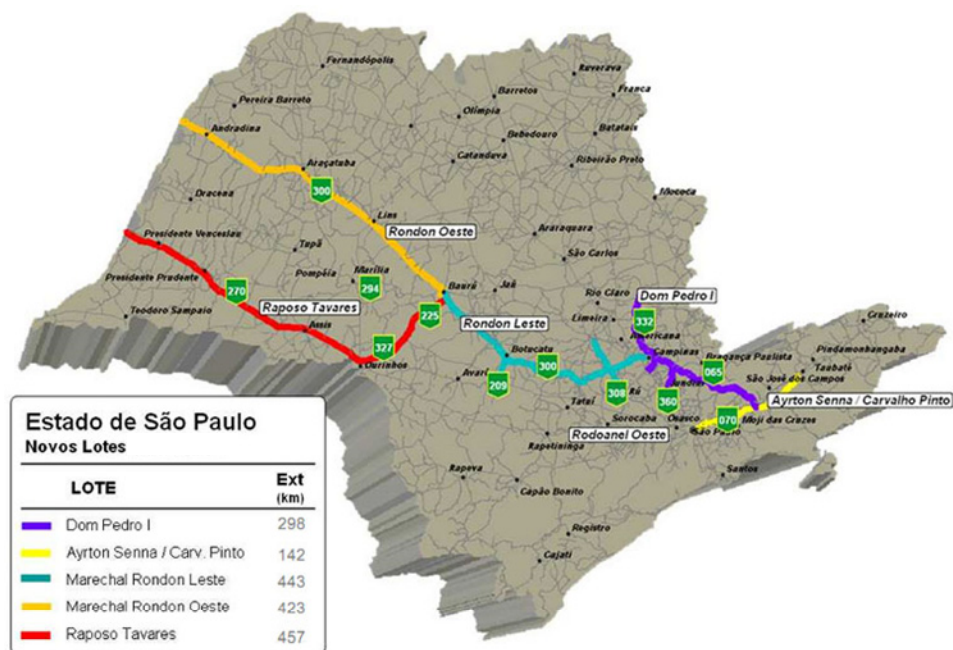 Fernandópolis
Ituverava
Pereira Barreto
Barretos
Franca
Olímpia
Andradina
Bebedouro
Batatais
Araçatuba
Catanduva
Ribeirão Preto
300
Dracena
Mococa
Lins
Rondon Oeste
Araraquara
Presidente Venceslau
Tupã
São Carlos
Pompéia
Marília
294
Presidente Prudente
270
Bauru
Jaú
Rio Claro
Dom Pedro I
Raposo Tavares
225
Limeira
332
Cruzeiro
Teodoro Sampaio
Assis
Rondon Leste
Americana
Pindamonhangaba
327
Botucatu
Campinas
Bragança Paulista
Taubaté
Ourinhos
300
065
Avaré
209
308
Jundiaí
São José dos Campos
360
Ayrton Senna / Carvalho Pinto
Tatuí
Sorocaba
Osasco
070
Moji das Cruzes
Rodoanel Oeste
São Paulo
Itapetininga
Santos
Itapeva
Capão Bonito
Registro
Cajati
Estado de São Paulo
Novos Lotes
LOTE Ext
(km)
Dom Pedro I 298
Ayrton Senna / Carv. Pinto 142
Marechal Rondon Leste 443
Marechal Rondon Oeste 423
Raposo Tavares 457